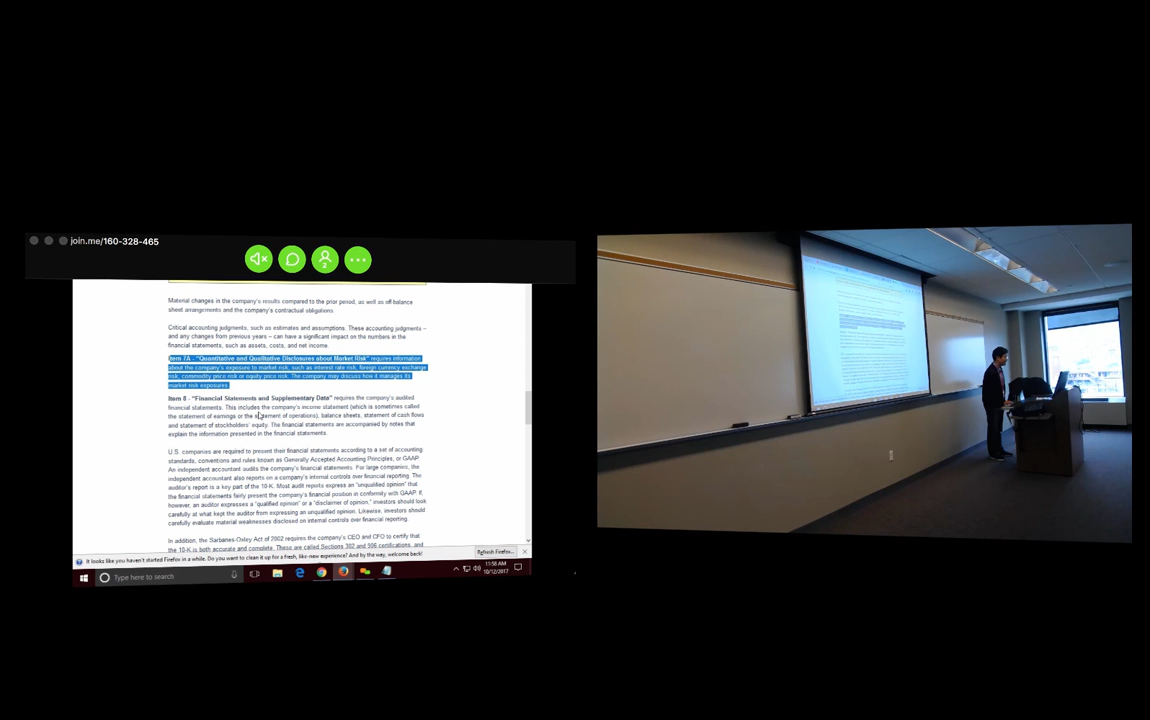 join.me/160-328-465
2
Material changes in the company's results compared to the prior period, as well as off-balance
sheet arrangements and the company's contractual obligations.
Critical accounting judgments, such as estimates and assumptions. These accounting judgments –
and any changes from previous years – can have a significant impact on the numbers in the
financial statements, such as assets, costs, and net income.
Item 7A - "Quantitative and Qualitative Disclosures about Market Risk" requires information
about the company's exposure to market risk, such as interest rate risk, foreign currency exchange
risk, commodity price risk or equity price risk. The company may discuss how it manages its
market risk exposures.
Item 8 - "Financial Statements and Supplementary Data" requires the company's audited
financial statements. This includes the company's income statement (which is sometimes called
the statement of earnings or the statement of operations), balance sheets, statement of cash flows
and statement of stockholders' equity. The financial statements are accompanied by notes that
explain the information presented in the financial statements.
U.S. companies are required to present their financial statements according to a set of accounting
standards, conventions and rules known as Generally Accepted Accounting Principles, or GAAP.
An independent accountant audits the company's financial statements. For large companies, the
independent accountant also reports on a company's internal controls over financial reporting. The
auditor's report is a key part of the 10-K. Most audit reports express an "unqualified opinion" that
the financial statements fairly present the company's financial position in conformity with GAAP. If,
however, an auditor expresses a "qualified opinion" or a "disclaimer of opinion," investors should look
carefully at what kept the auditor from expressing an unqualified opinion. Likewise, investors should
carefully evaluate material weaknesses disclosed on internal controls over financial reporting.
In addition, the Sarbanes-Oxley Act of 2002 requires the company's CEO and CFO to certify that
the 10-K is both accurate and complete. These are called Sections 302 and 906 certifications, and
It looks like you haven't started Firefox in a while. Do you want to clean it up for a fresh, like-new experience? And by the way, welcome back!
Refresh Firefox...
Type here to search
11:58 AM
10/12/2017